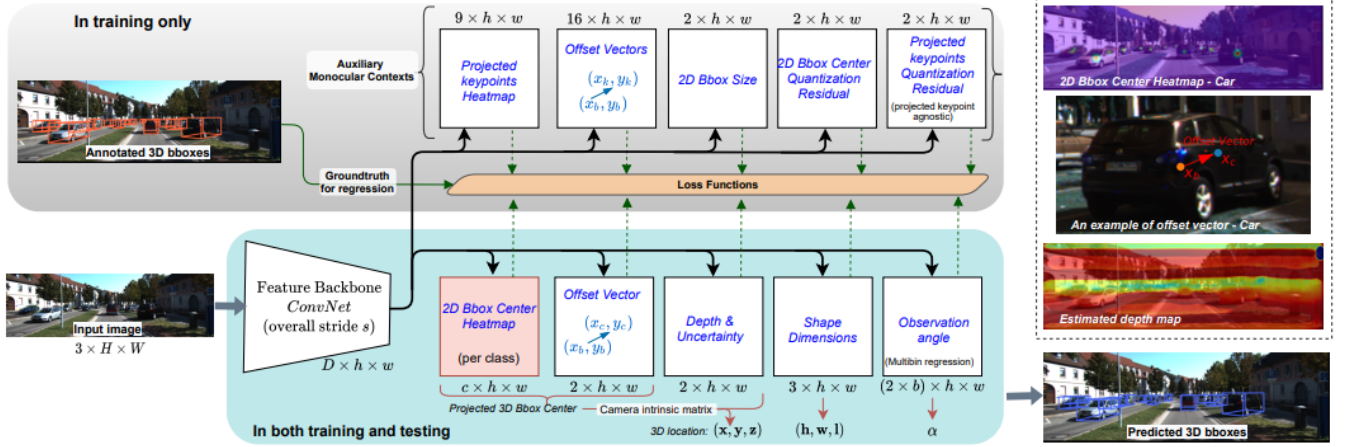 In training only
Annotated 3D bboxes
Auxiliary
Monocular Contexts
9 × h × w
Projected
keypoints
Heatmap
16 × h × w
Offset Vectors
(x_k, y_k)
(x_b, y_b)
2 × h × w
2D Bbox Size
2 × h × w
2D Bbox Center
Quantization
Residual
2 × h × w
Projected
keypoints
Quantization
Residual
(projected keypoint
agnostic)
Groundtruth
for regression
Loss Functions
Input image
3 × H × W
Feature Backbone
ConvNet
(overall stride s)
D × h × w
2D Bbox Center
Heatmap
(per class)
c × h × w
Offset Vector
(x_c, y_c)
(x_b, y_b)
2 × h × w
Depth &
Uncertainty
2 × h × w
Shape
Dimensions
3 × h × w
Observation
angle
(Multibin regression)
(2 × b) × h × w
Projected 3D Bbox Center
Camera intrinsic matrix
3D location: (x, y, z)
(h, w, l)
α
In both training and testing
2D Bbox Center Heatmap - Car
Offset Vector
x_b
x_c
An example of offset vector - Car
Estimated depth map
Predicted 3D bboxes